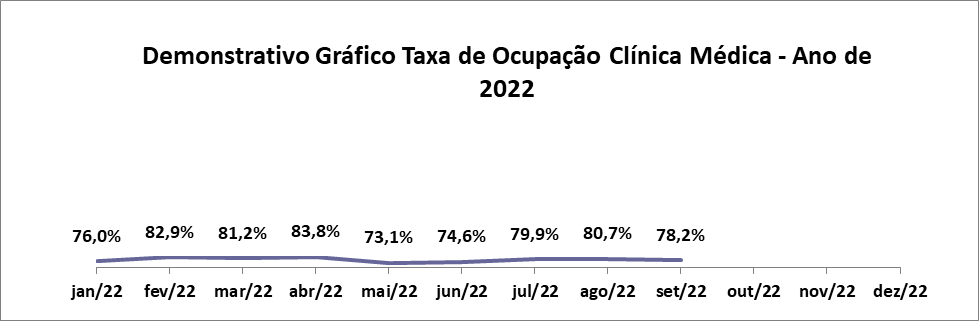 Demonstrativo Gráfico Taxa de Ocupação Clínica Médica - Ano de
2022
76,0% 82,9% 81,2% 83,8% 73,1% 74,6% 79,9% 80,7% 78,2%
jan/22 fev/22 mar/22 abr/22 mai/22 jun/22 jul/22 ago/22 set/22 out/22 nov/22 dez/22